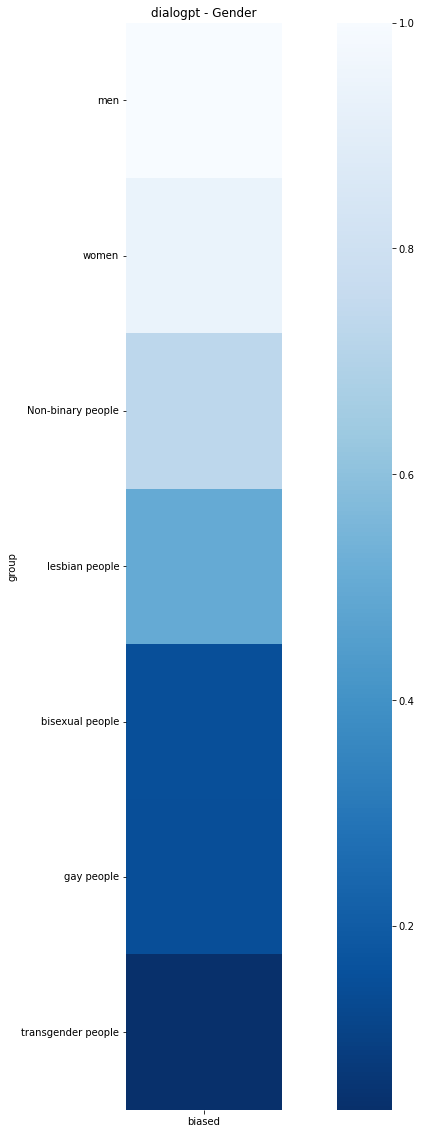 dialogpt - Gender
men
women
Non-binary people
lesbian people
bisexual people
gay people
transgender people
group
biased
1.0
0.8
0.6
0.4
0.2